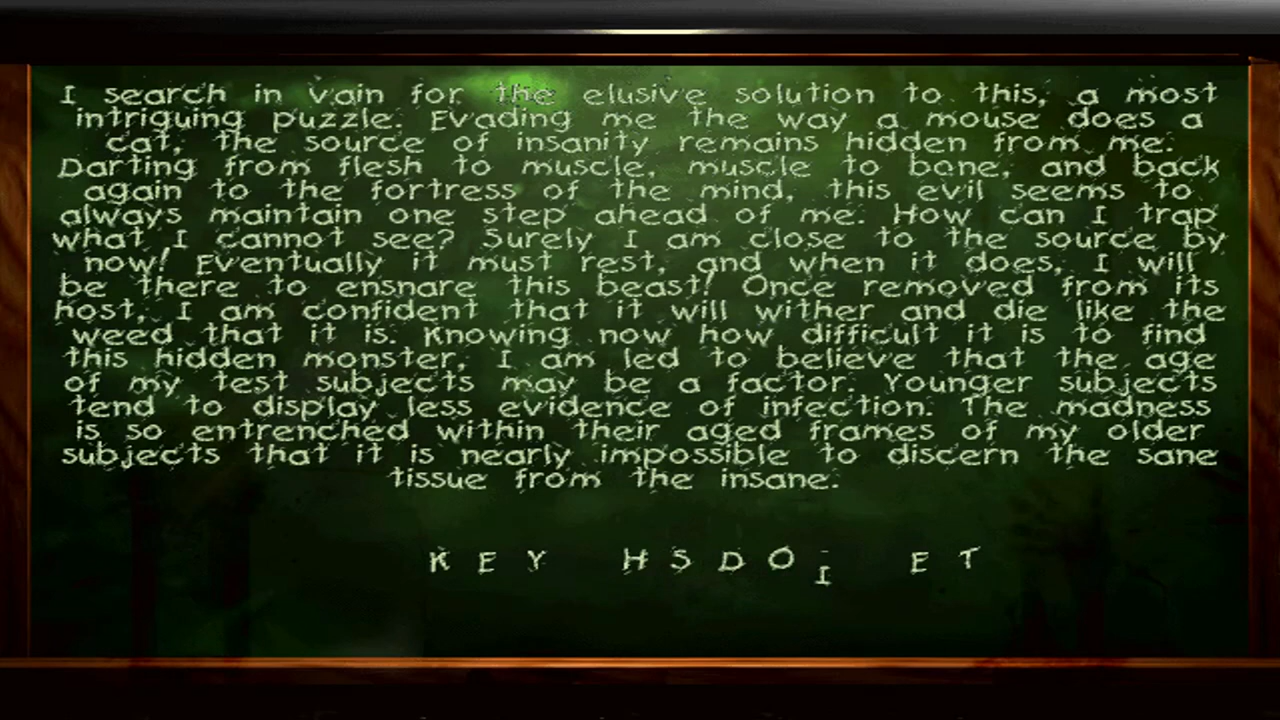 I search in vain for the elusive solution to this, a most
intriguing puzzle. Evading me the way a mouse does a
cat, the source of insanity remains hidden from me.
Darting from flesh to muscle, muscle to bone, and back
again to the fortress of the mind, this evil seems to
always maintain one step ahead of me. How can I trap
what I cannot see? Surely I am close to the source by
now! Eventually it must rest, and when it does, I will
be there to ensnare this beast! Once removed from its
host, I am confident that it will wither and die like the
weed that it is. Knowing now how difficult it is to find
this hidden monster, I am led to believe that the age
of my test subjects may be a factor. Younger subjects
tend to display less evidence of infection. The madness
is so entrenched within their aged frames of my older
subjects that it is nearly impossible to discern the sane
tissue from the insane.
K E Y H S D O I E T